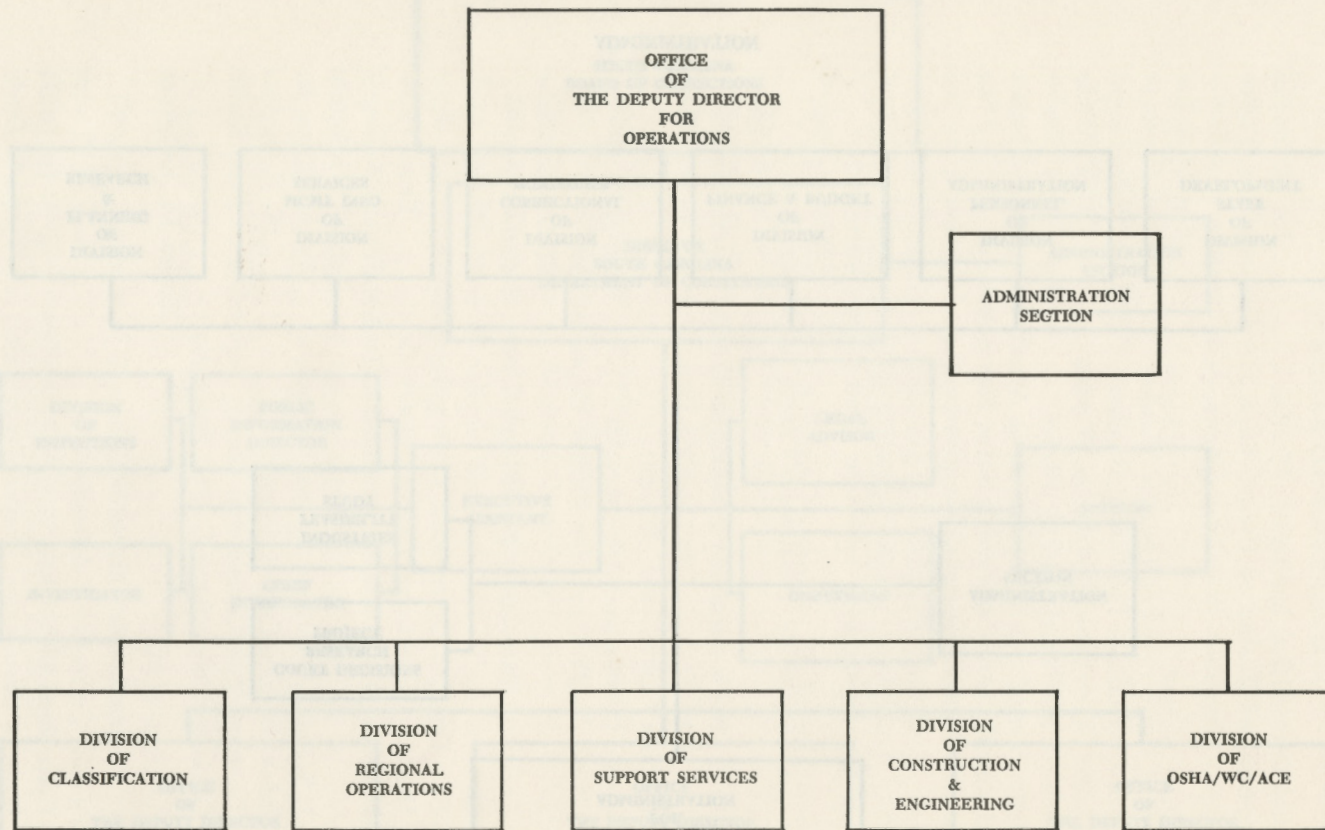 OFFICE
OF
THE DEPUTY DIRECTOR
FOR
OPERATIONS
ADMINISTRATION
SECTION
DIVISION
OF
CLASSIFICATION
DIVISION
OF
REGIONAL
OPERATIONS
DIVISION
OF
SUPPORT SERVICES
DIVISION
OF
CONSTRUCTION
&
ENGINEERING
DIVISION
OF
OSHA/WC/ACE